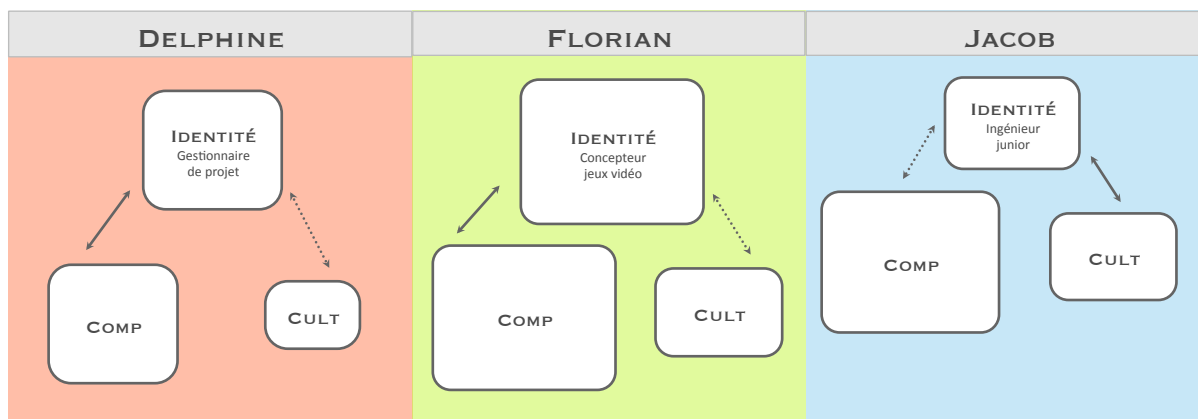 DELPHINE
IDENTITÉ
Gestionnaire
de projet
COMP
CULT
FLORIAN
IDENTITÉ
Concepteur
jeux vidéo
COMP
CULT
JACOB
IDENTITÉ
Ingénieur
junior
COMP
CULT